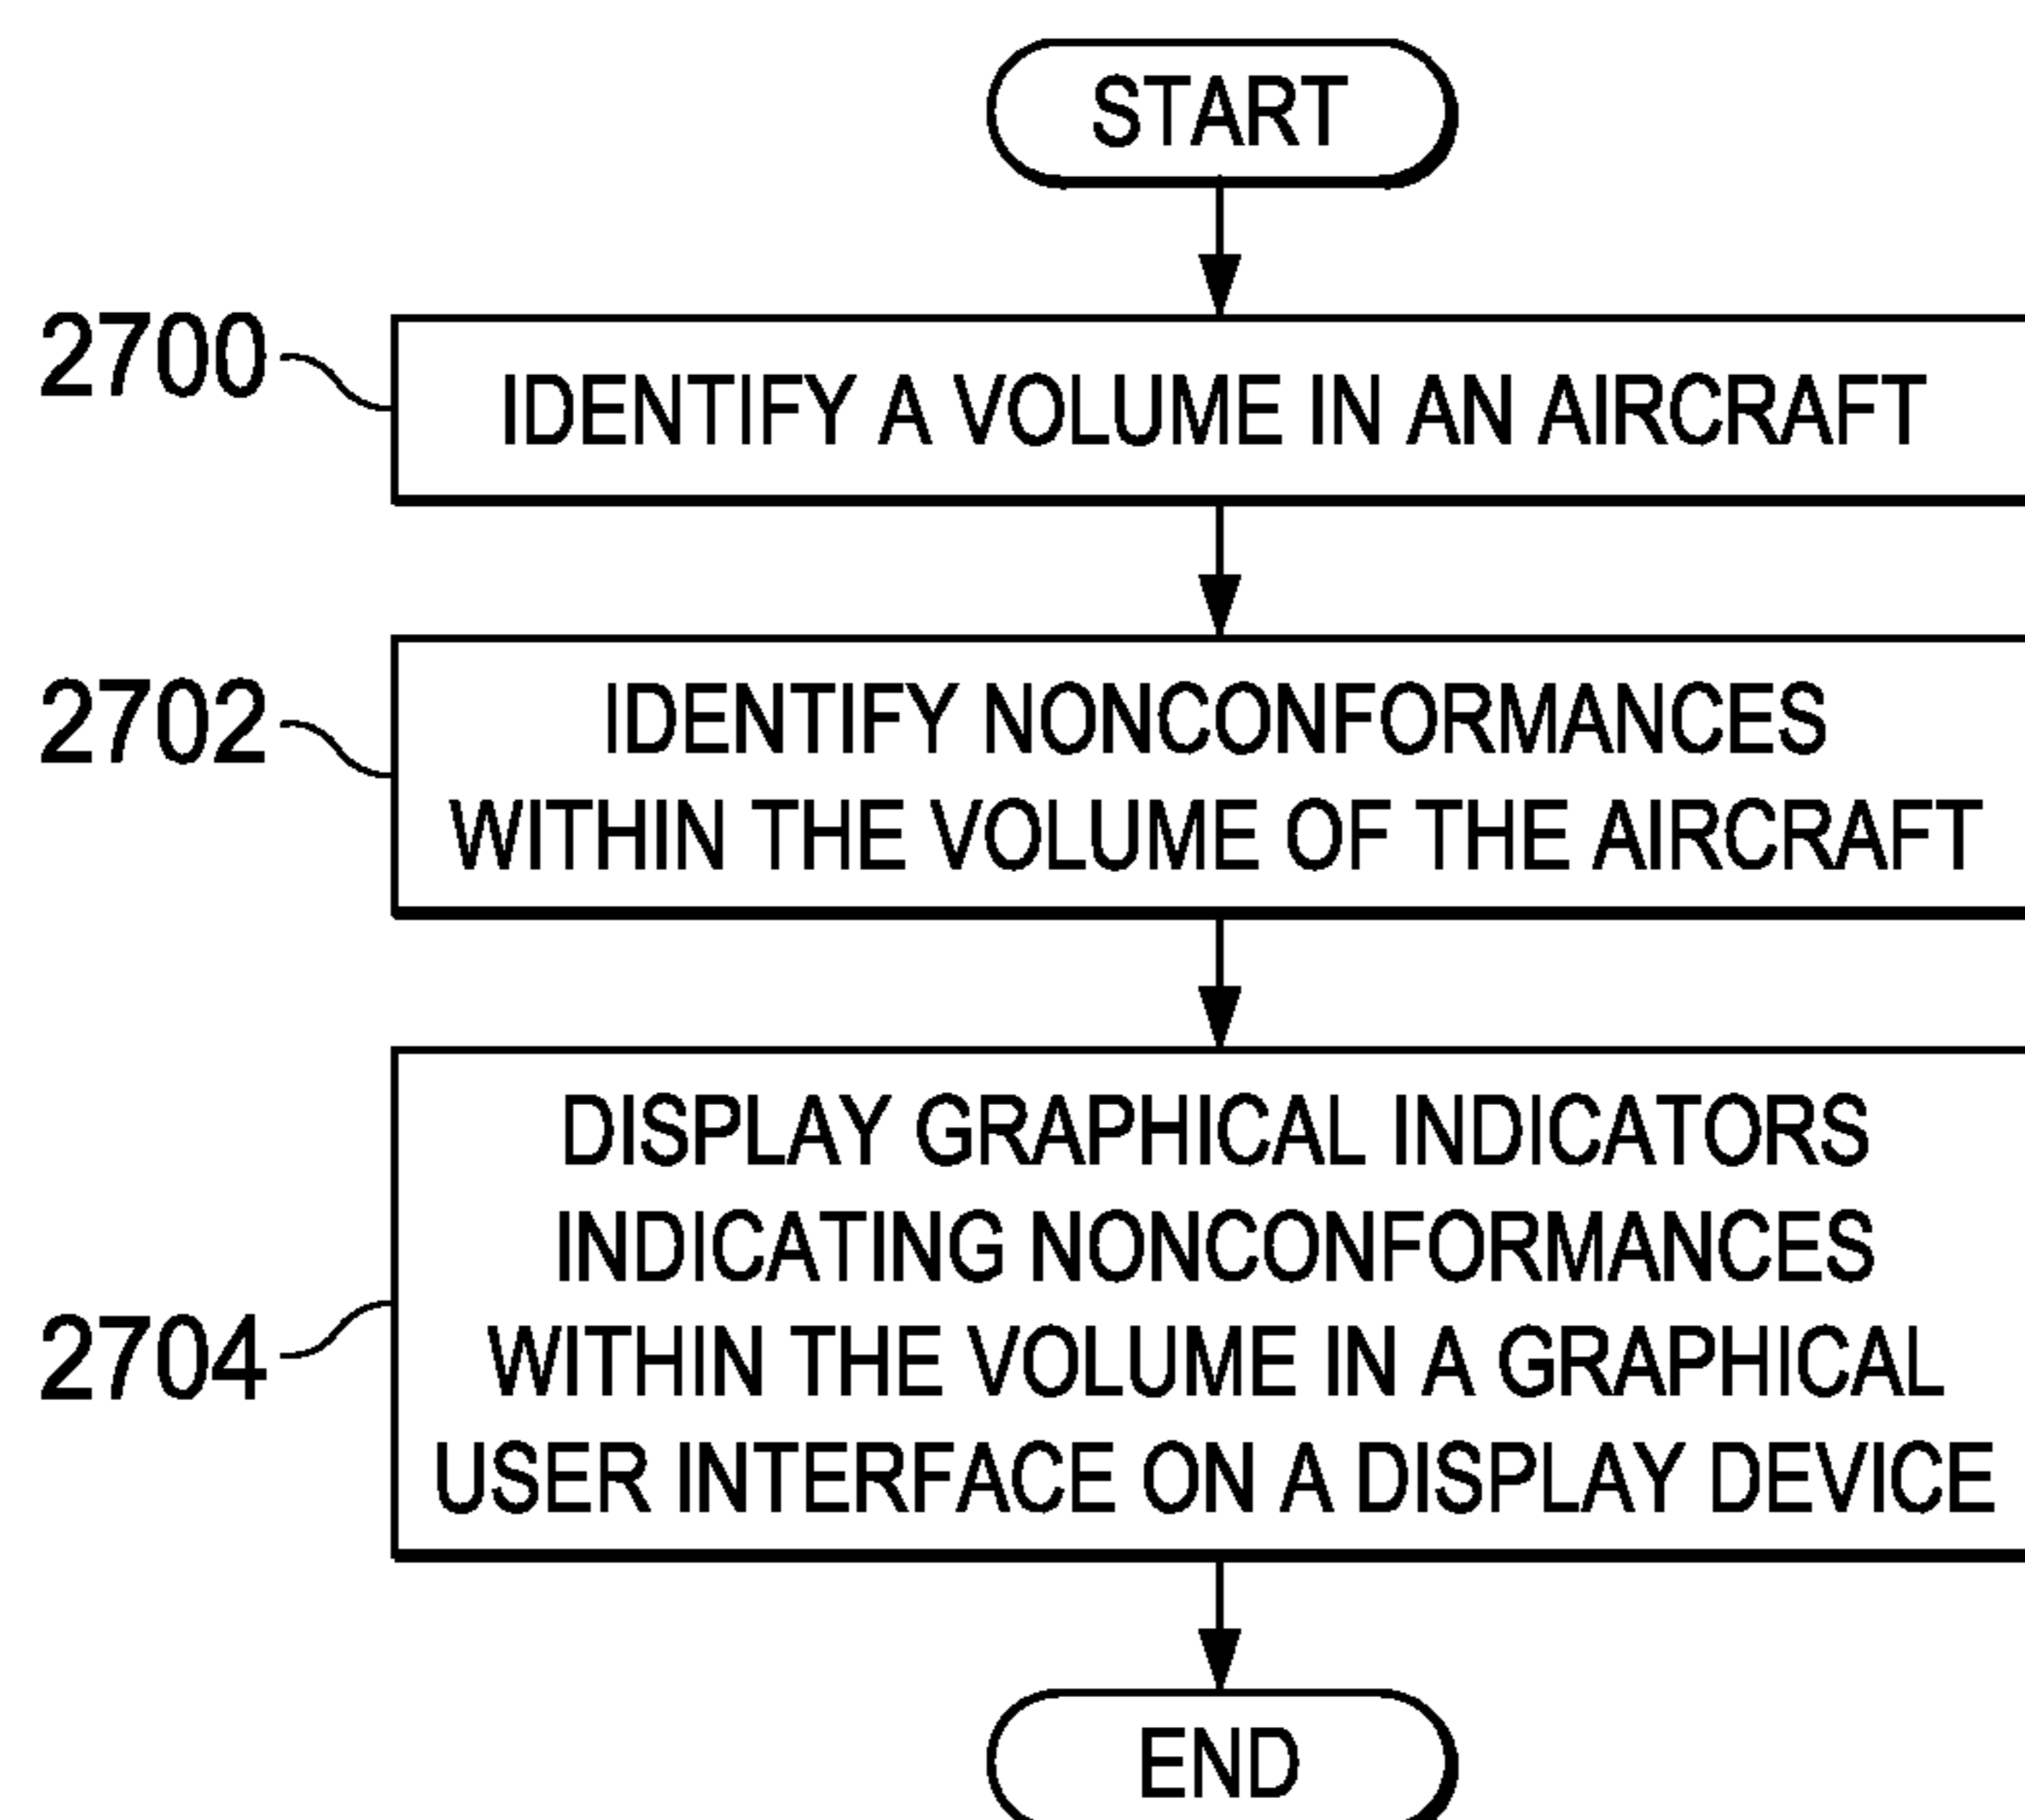 START
2700
IDENTIFY A VOLUME IN AN AIRCRAFT
2702
IDENTIFY NONCONFORMANCES
WITHIN THE VOLUME OF THE AIRCRAFT
2704
DISPLAY GRAPHICAL INDICATORS
INDICATING NONCONFORMANCES
WITHIN THE VOLUME IN A GRAPHICAL
USER INTERFACE ON A DISPLAY DEVICE
END